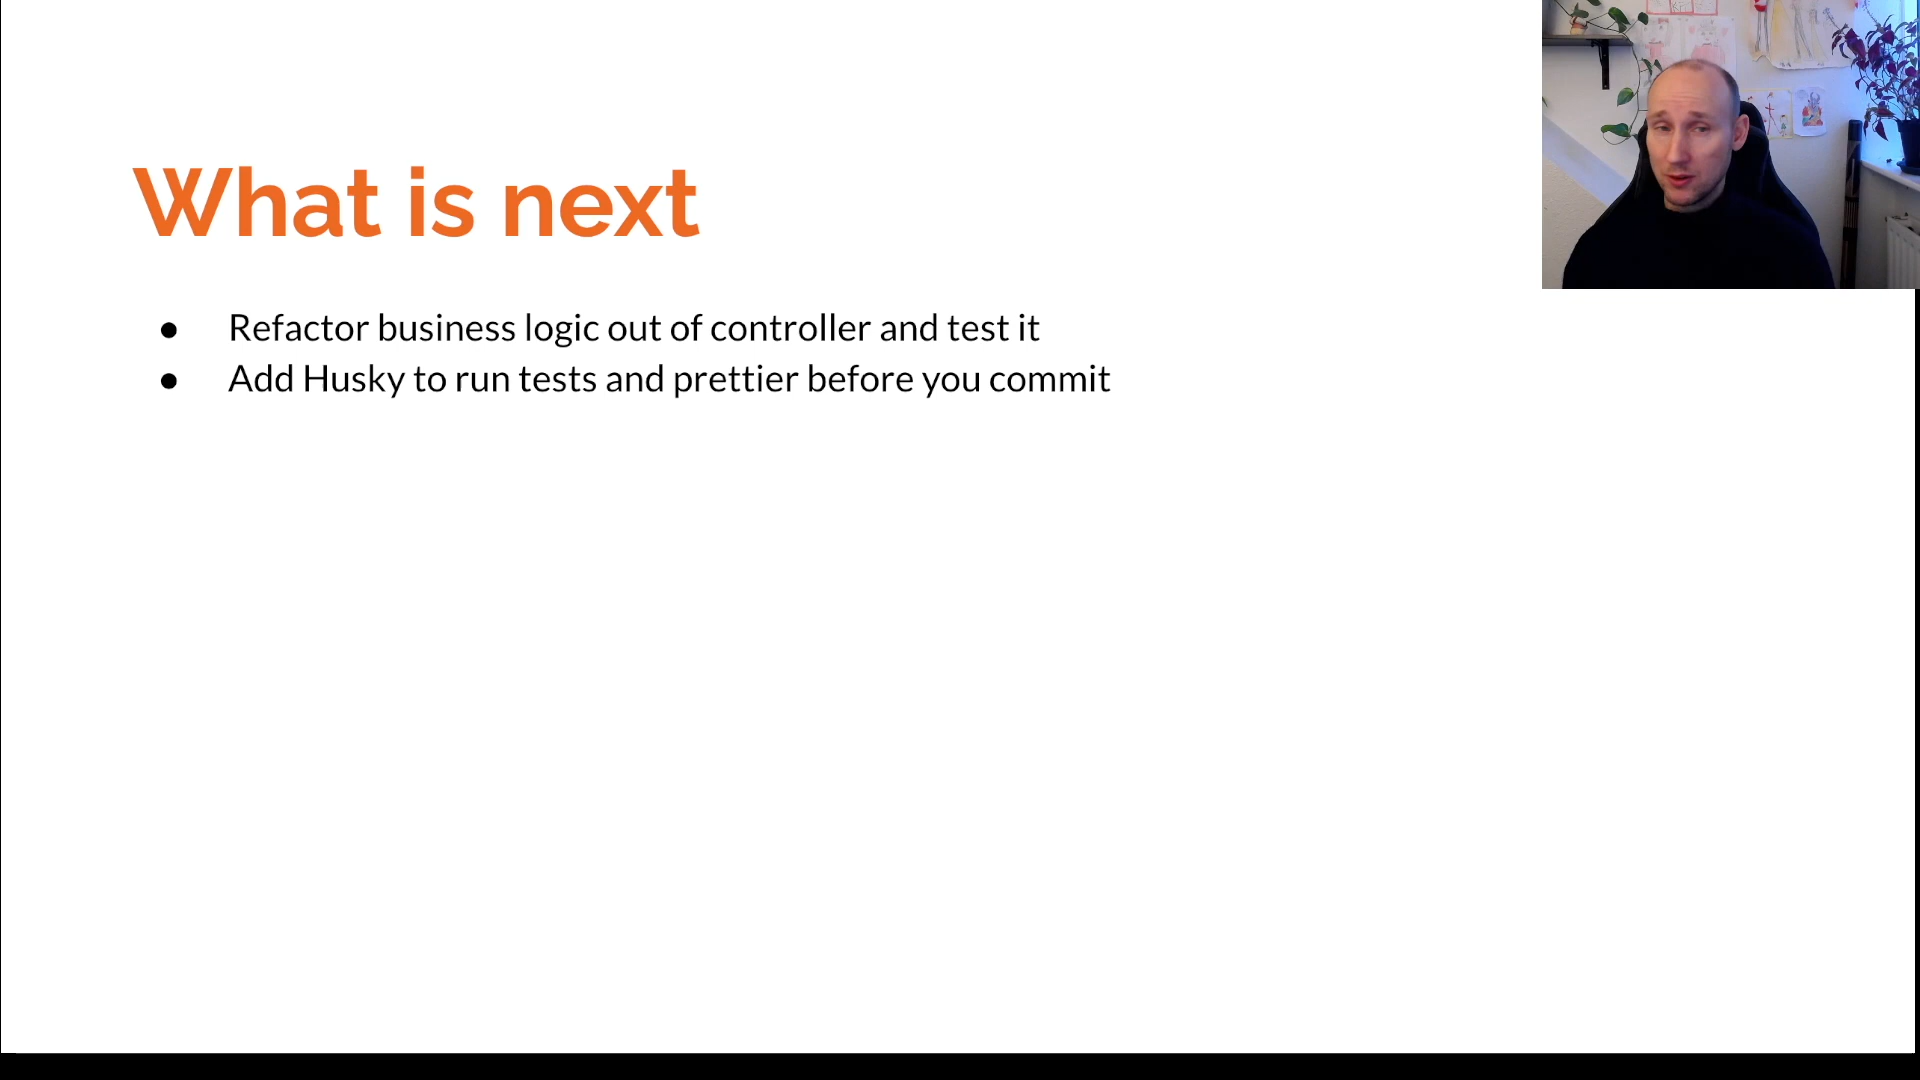 What is next
● Refactor business logic out of controller and test it
● Add Husky to run tests and prettier before you commit